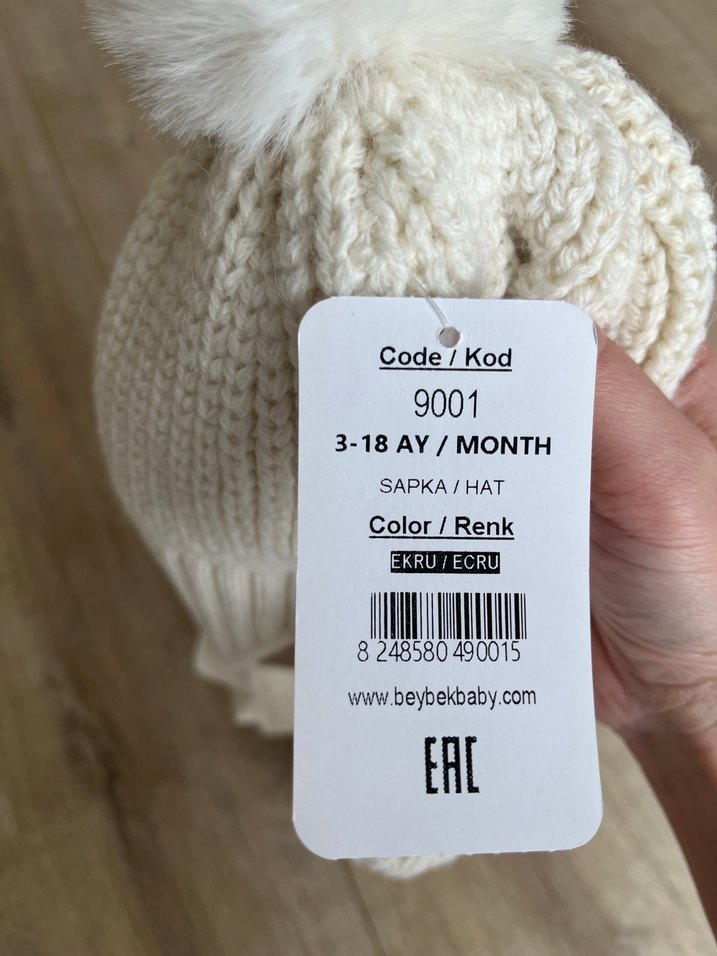 Code / Kod
9001
3-18 AY / MONTH
SAPKA / HAT
Color / Renk
EKRU / ECRU
8 248580 490015
www.beybekbaby.com
EAC